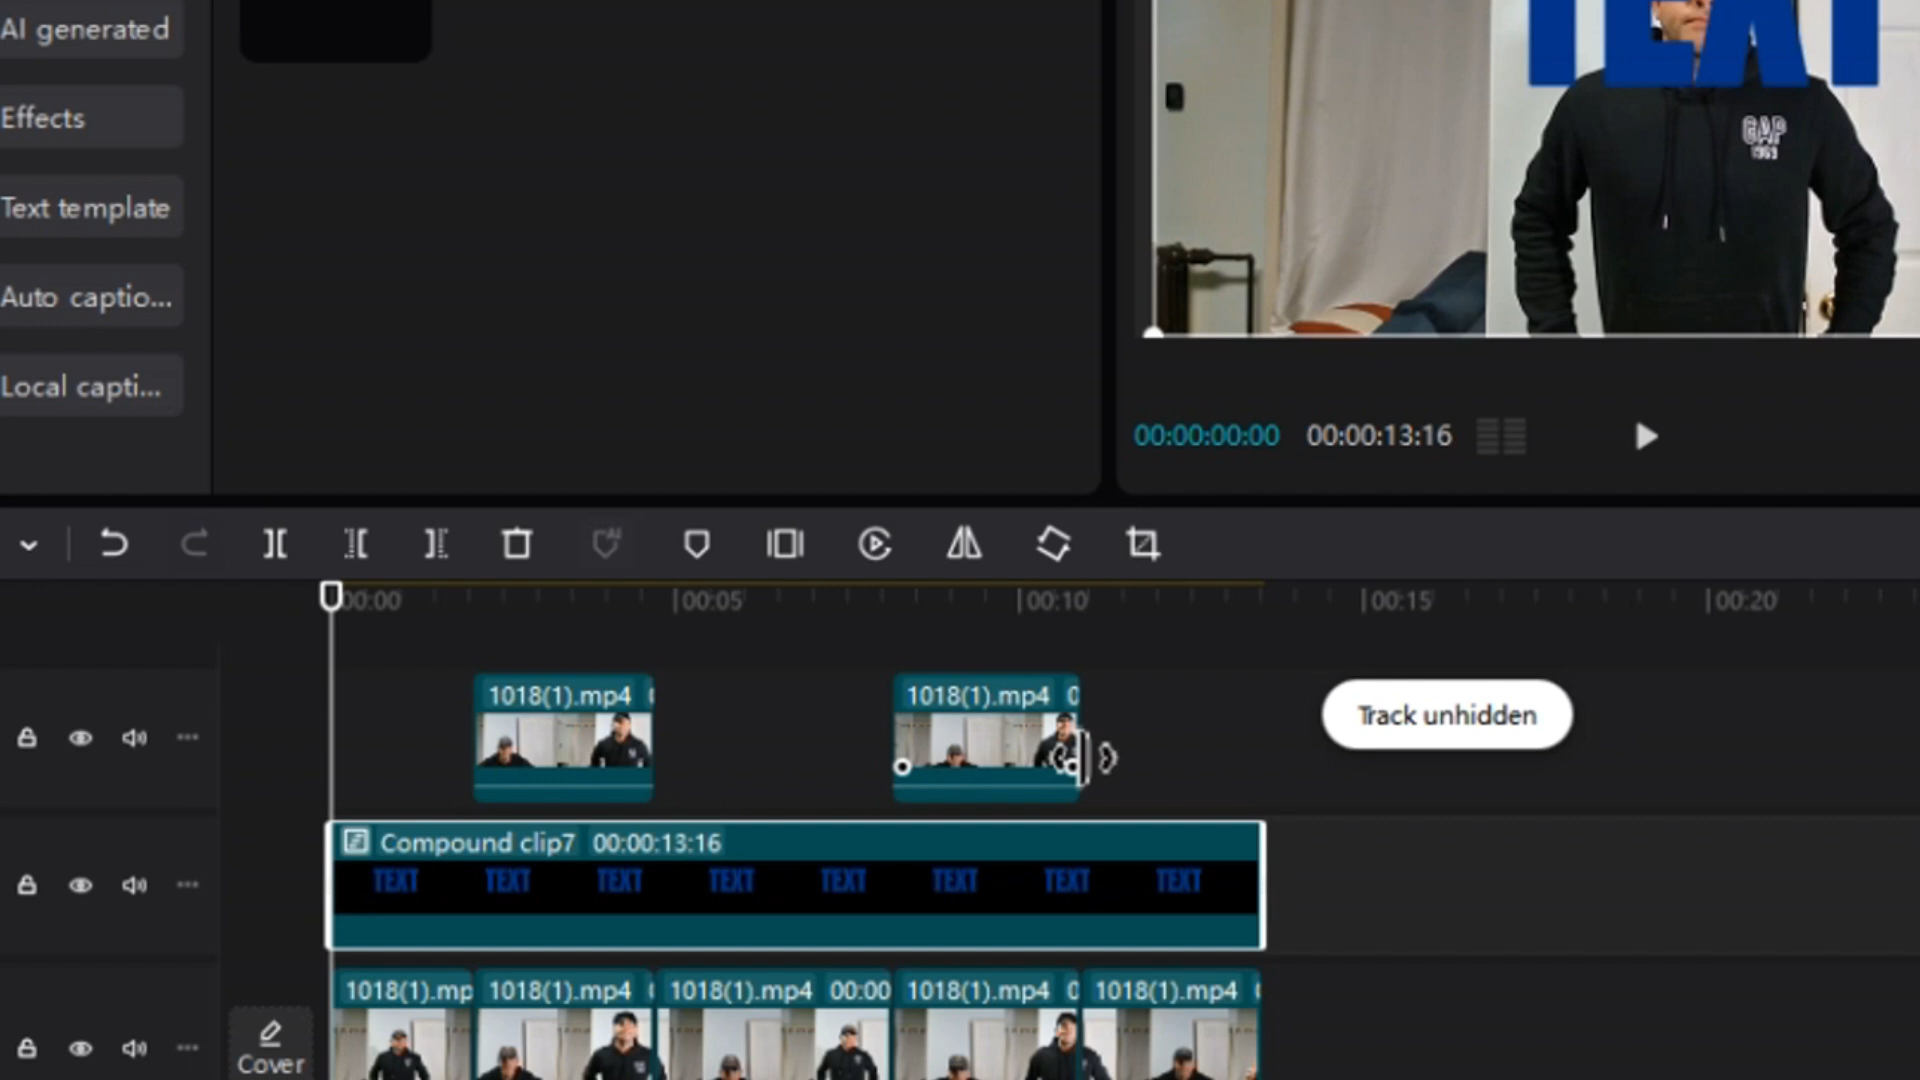 AI generated
Effects
Text template
Auto captio...
Local capti...
TEXT
GAP
1969
00:00:00:00 00:00:13:16
00:00 00:05 00:10 00:15 00:20
1018(1).mp4 1018(1).mp4
Track unhidden
Compound clip7 00:00:13:16
TEXT TEXT TEXT TEXT TEXT TEXT TEXT TEXT
1018(1).mp 1018(1).mp4 1018(1).mp4 00:00 1018(1).mp4 1018(1).mp4
Cover